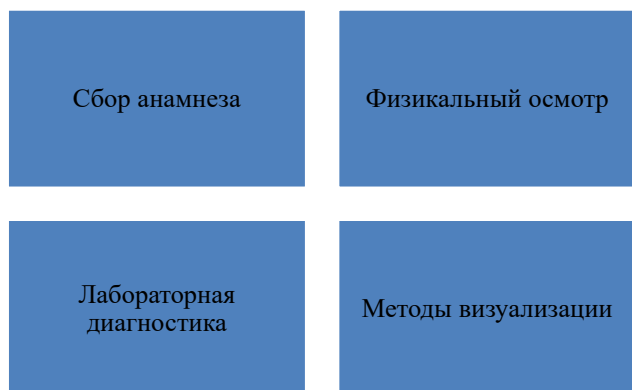 Сбор анамнеза
Физикальный осмотр
Лабораторная
диагностика
Методы визуализации